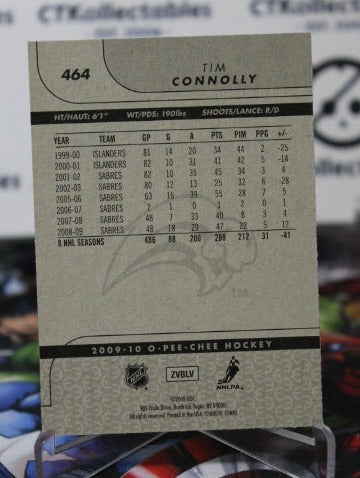 CTKollectables
464
TIM
CONNOLLY
HT/HAUT: 6'1" WT/PDS: 190lbs SHOOTS/LANCE: R/D
YEAR TEAM GP G A PTS PIM PPG +/-
1999-00 ISLANDERS 81 14 20 34 44 2 -25
2000-01 ISLANDERS 82 10 31 41 42 5 -14
2001-02 SABRES 82 10 35 45 34 3 4
2002-03 SABRES 80 12 13 25 32 6 -28
2005-06 SABRES 63 16 39 55 28 7 5
2006-07 SABRES 2 1 0 1 2 0
2007-08 SABRES 48 7 33 40 8 3 4
2008-09 SABRES 48 18 29 47 22 5 12
8 NHL SEASONS 486 88 200 288 212 31 -41
2009-10 O-PEE-CHEE HOCKEY
NHL
ZVBLV
NHLPA